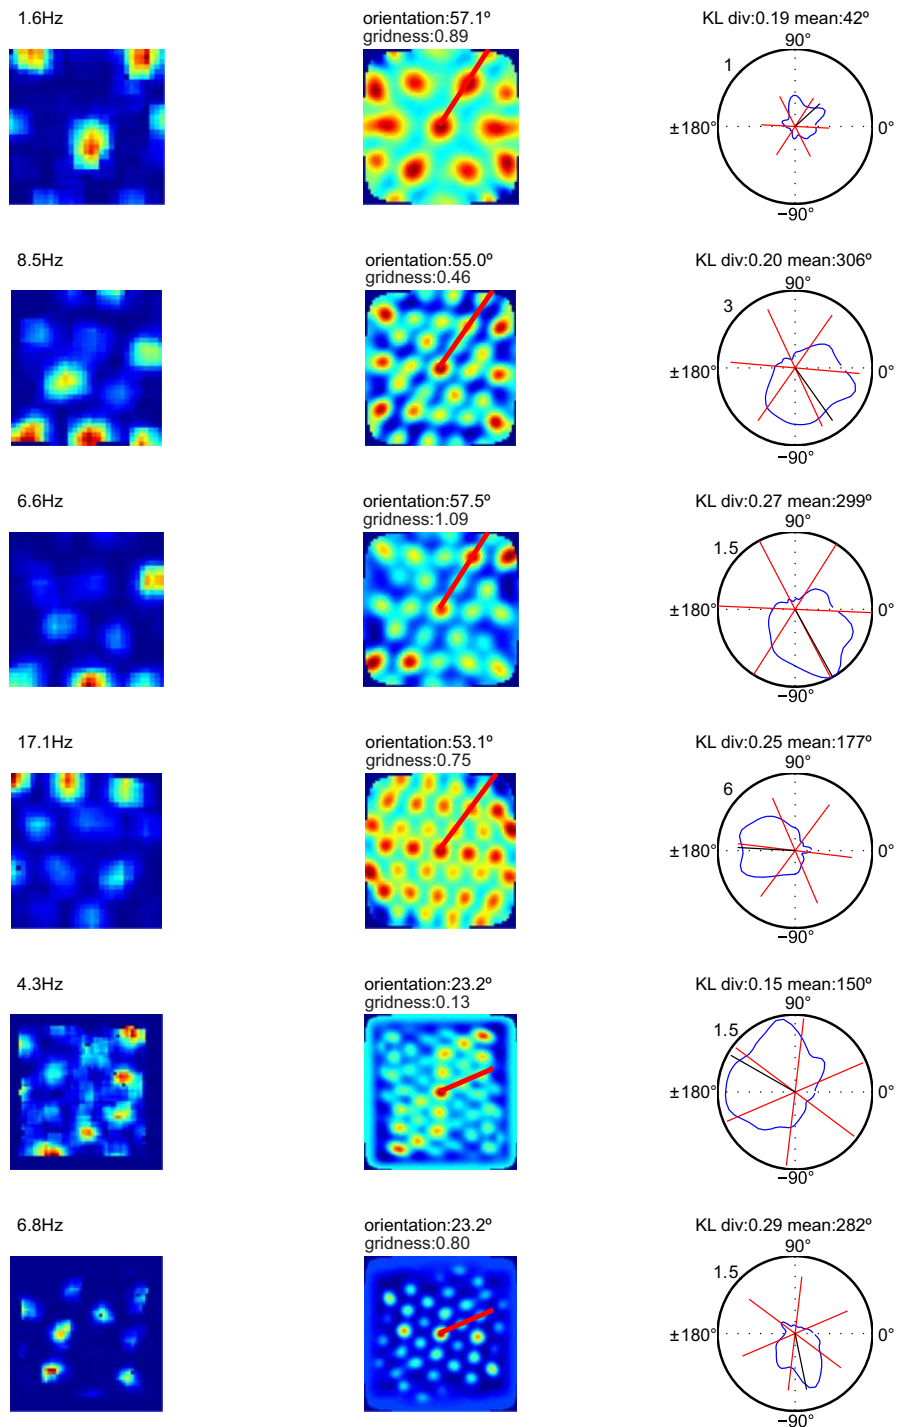 1.6Hz
orientation:57.1º
gridness:0.89
KL div:0.19 mean:42º
90°
1
±180°
0°
−90°
8.5Hz
orientation:55.0º
gridness:0.46
KL div:0.20 mean:306º
90°
3
±180°
0°
−90°
6.6Hz
orientation:57.5º
gridness:1.09
KL div:0.27 mean:299º
90°
1.5
±180°
0°
−90°
17.1Hz
orientation:53.1º
gridness:0.75
KL div:0.25 mean:177º
90°
6
±180°
0°
−90°
4.3Hz
orientation:23.2º
gridness:0.13
KL div:0.15 mean:150º
90°
1.5
±180°
0°
−90°
6.8Hz
orientation:23.2º
gridness:0.80
KL div:0.29 mean:282º
90°
1.5
±180°
0°
−90°